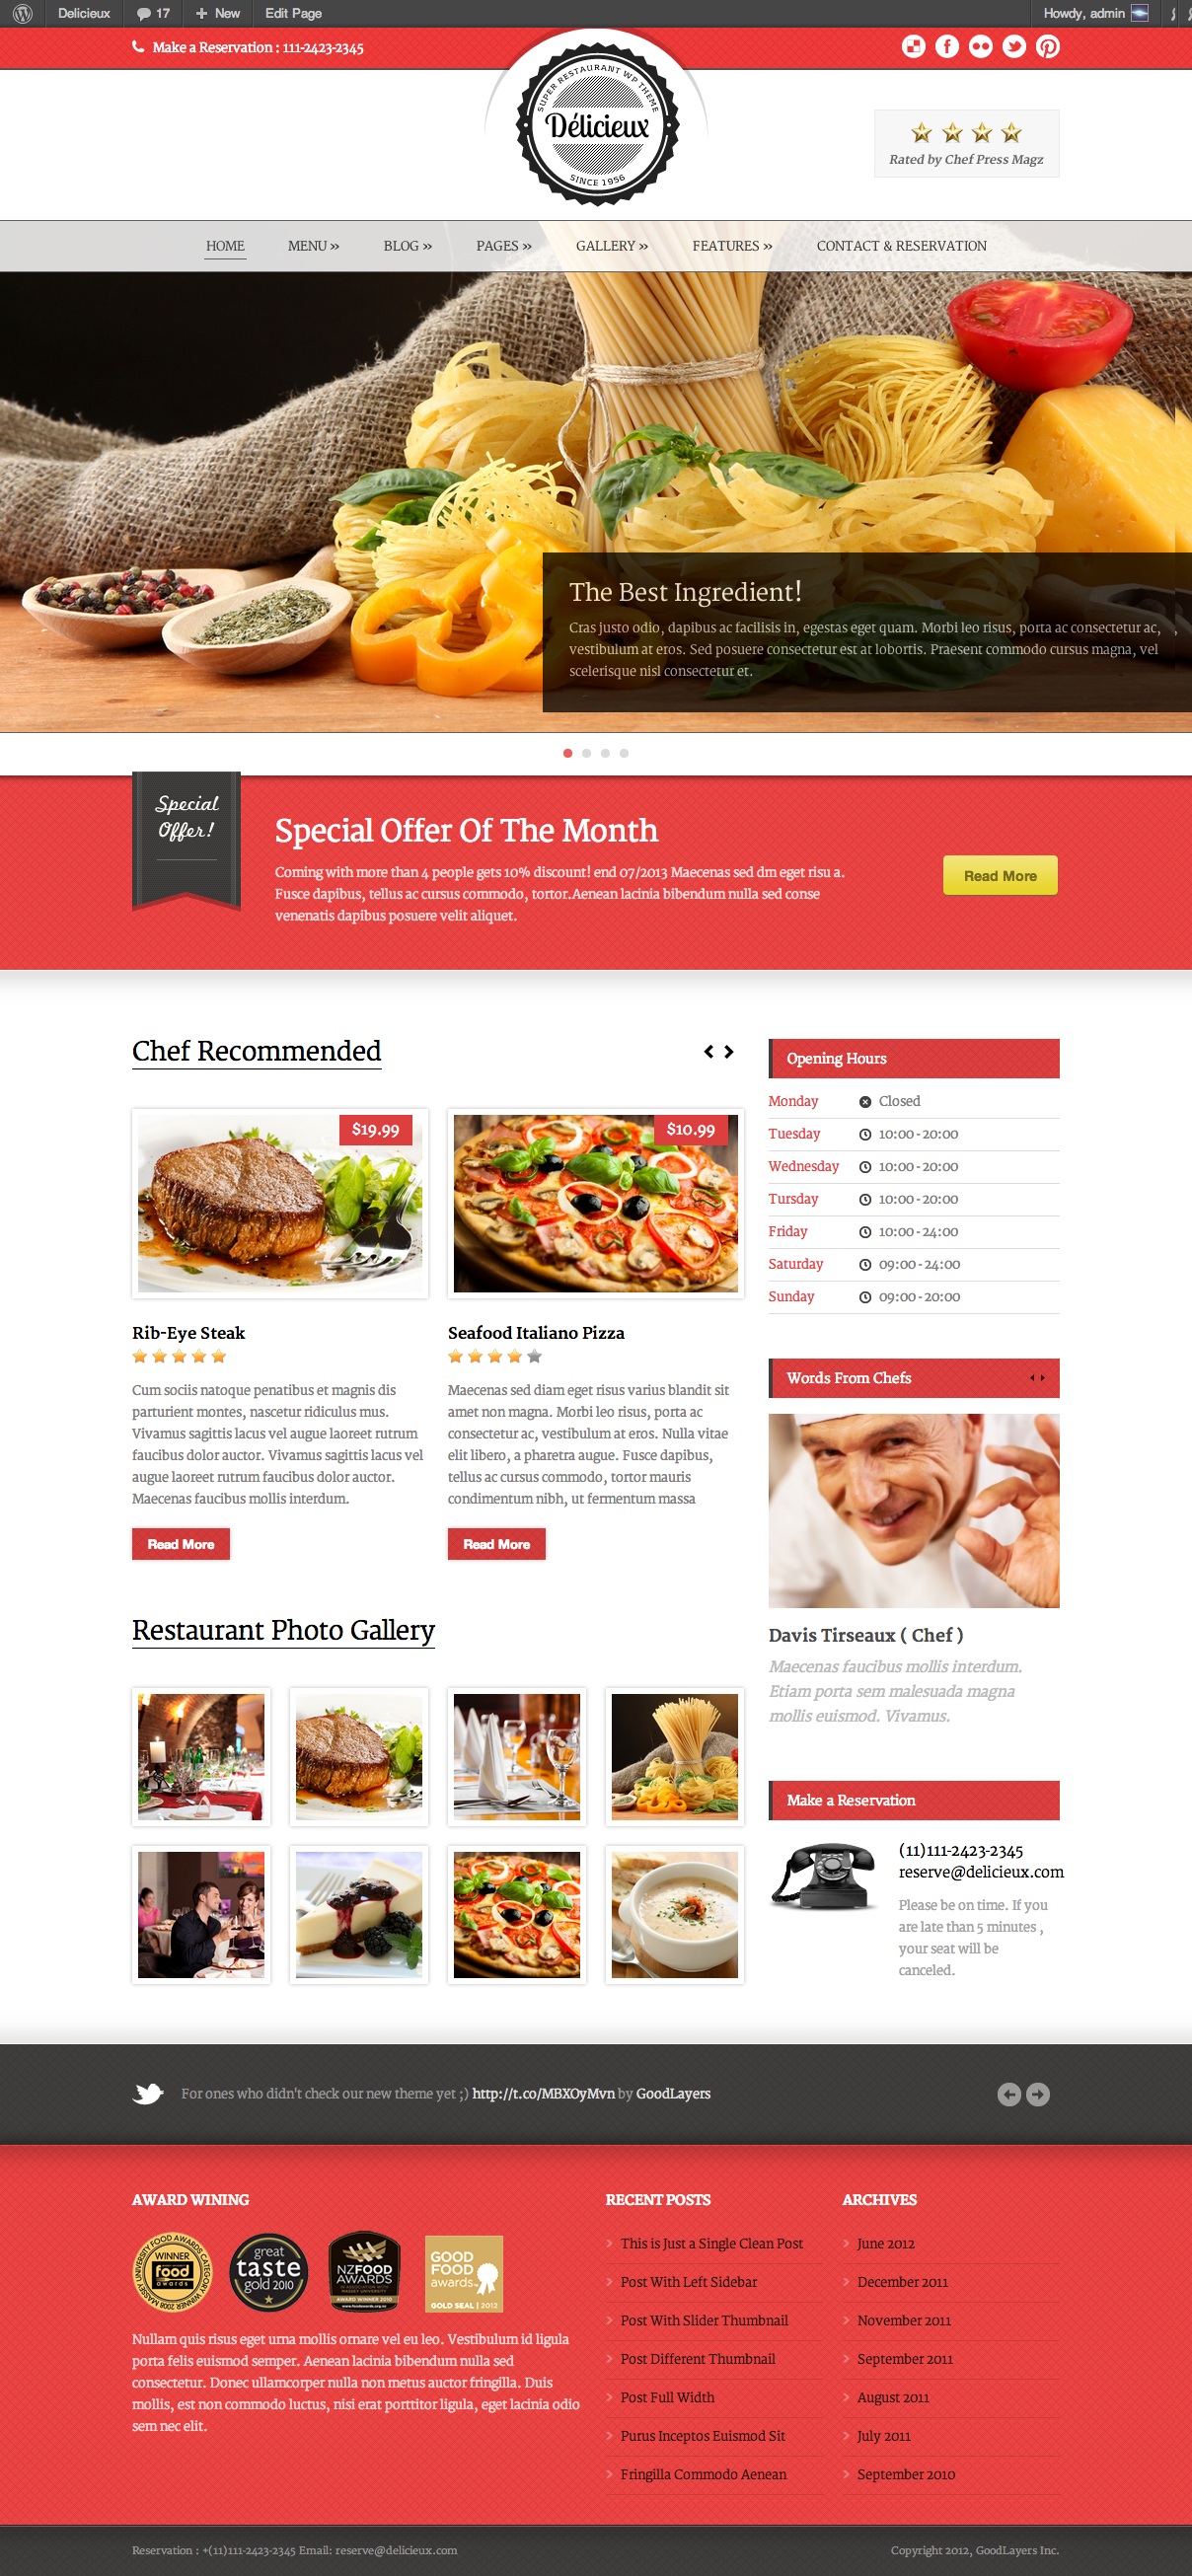 Delicieux
17
New
Edit Page
Howdy, admin
Make a Reservation : 111-2423-2345
SUPER RESTAURANT WP THEME
Délicieux
SINCE 1956
Rated by Chef Press Magz
HOME
MENU »
BLOG »
PAGES »
GALLERY »
FEATURES »
CONTACT & RESERVATION
The Best Ingredient!
Cras justo odio, dapibus ac facilisis in, egestas eget quam. Morbi leo risus, porta ac consectetur ac,
vestibulum at eros. Sed posuere consectetur est at lobortis. Praesent commodo cursus magna, vel
scelerisque nisl consectetur et.
Special
Offer!
Special Offer Of The Month
Coming with more than 4 people gets 10% discount! end 07/2013 Maecenas sed dm eget risu a.
Fusce dapibus, tellus ac cursus commodo, tortor.Aenean lacinia bibendum nulla sed conse
venenatis dapibus posuere velit aliquet.
Read More
Chef Recommended
$19.99
Rib-Eye Steak
Cum sociis natoque penatibus et magnis dis
parturient montes, nascetur ridiculus mus.
Vivamus sagittis lacus vel augue laoreet rutrum
faucibus dolor auctor. Vivamus sagittis lacus vel
augue laoreet rutrum faucibus dolor auctor.
Maecenas faucibus mollis interdum.
Read More
$10.99
Seafood Italiano Pizza
Maecenas sed diam eget risus varius blandit sit
amet non magna. Morbi leo risus, porta ac
consectetur ac, vestibulum at eros. Nulla vitae
elit libero, a pharetra augue. Fusce dapibus,
tellus ac cursus commodo, tortor mauris
condimentum nibh, ut fermentum massa
Read More
Restaurant Photo Gallery
Opening Hours
Monday Closed
Tuesday 10:00 - 20:00
Wednesday 10:00 - 20:00
Tursday 10:00 - 20:00
Friday 10:00 - 24:00
Saturday 09:00 - 24:00
Sunday 09:00 - 20:00
Words From Chefs
Davis Tirseaux ( Chef )
Maecenas faucibus mollis interdum.
Etiam porta sem malesuada magna
mollis euismod. Vivamus.
Make a Reservation
(11)111-2423-2345
reserve@delicieux.com
Please be on time. If you
are late than 5 minutes ,
your seat will be
canceled.
For ones who didn't check our new theme yet ;) http://t.co/MBXOyMvn by GoodLayers
AWARD WINING
MASSEY UNIVERSITY FOOD AWARDS CATEGORY WINNER
WINNER
food
awards
great
taste
gold 2010
NZFOOD
AWARDS
IN ASSOCIATION WITH
MASSEY UNIVERSITY
AWARD WINNER 2010
www.foodawards.org.nz
GOOD
FOOD
awards.
GOLD SEAL | 2012
Nullam quis risus eget urna mollis ornare vel eu leo. Vestibulum id ligula
porta felis euismod semper. Aenean lacinia bibendum nulla sed
consectetur. Donec ullamcorper nulla non metus auctor fringilla. Duis
mollis, est non commodo luctus, nisi erat porttitor ligula, eget lacinia odio
sem nec elit.
RECENT POSTS
This is Just a Single Clean Post
Post With Left Sidebar
Post With Slider Thumbnail
Post Different Thumbnail
Post Full Width
Purus Inceptos Euismod Sit
Fringilla Commodo Aenean
ARCHIVES
June 2012
December 2011
November 2011
September 2011
August 2011
July 2011
September 2010
Reservation : +(11)111-2423-2345 Email: reserve@delicieux.com
Copyright 2012, GoodLayers Inc.